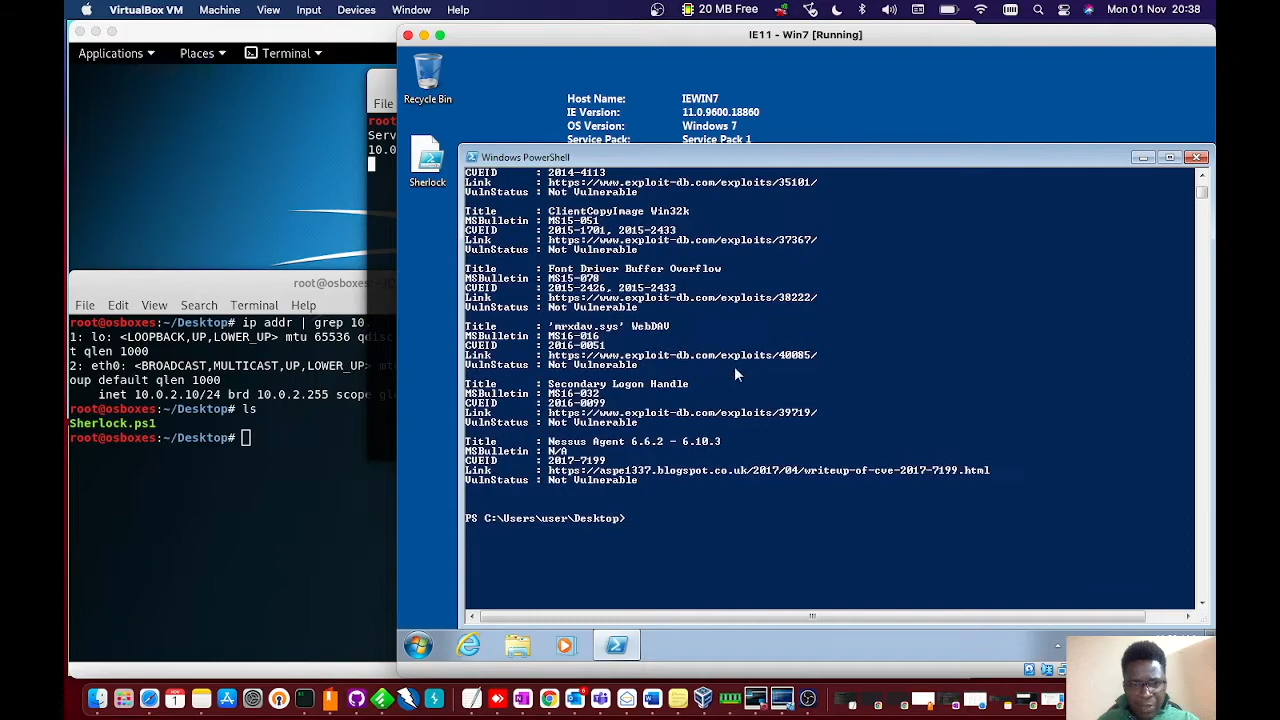 VirtualBox VM Machine View Input Devices Window Help
20 MB Free
Mon 01 Nov 20:38
IE11 - Win7 [Running]
Applications Places Terminal
Recycle Bin
Host Name: IEWIN7
IE Version: 11.0.9600.18860
OS Version: Windows 7
Service Pack: Service Pack 1
Sherlock
File
root
Serv
10.0
Windows PowerShell
CVEID : 2014-4113
Link : https://www.exploit-db.com/exploits/35101/
VulnStatus : Not Vulnerable
Title : ClientCopyImage Win32k
MSBulletin : MS15-051
CVEID : 2015-1701, 2015-2433
Link : https://www.exploit-db.com/exploits/37367/
VulnStatus : Not Vulnerable
Title : Font Driver Buffer Overflow
MSBulletin : MS15-078
CVEID : 2015-2426, 2015-2433
Link : https://www.exploit-db.com/exploits/38222/
VulnStatus : Not Vulnerable
Title : 'mrxdav.sys' WebDAV
MSBulletin : MS16-016
CVEID : 2016-0051
Link : https://www.exploit-db.com/exploits/40085/
VulnStatus : Not Vulnerable
Title : Secondary Logon Handle
MSBulletin : MS16-032
CVEID : 2016-0099
Link : https://www.exploit-db.com/exploits/39719/
VulnStatus : Not Vulnerable
Title : Nessus Agent 6.6.2 - 6.10.3
MSBulletin : N/A
CVEID : 2017-7199
Link : https://aspe1337.blogspot.co.uk/2017/04/writeup-of-cve-2017-7199.html
VulnStatus : Not Vulnerable
PS C:\Users\user\Desktop>
root@osboxes:
File Edit View Search Terminal Help
root@osboxes:~/Desktop# ip addr | grep 10.
1: lo: <LOOPBACK,UP,LOWER_UP> mtu 65536 qdisc
t qlen 1000
2: eth0: <BROADCAST,MULTICAST,UP,LOWER_UP>
oup default qlen 1000
inet 10.0.2.10/24 brd 10.0.2.255 scope
root@osboxes:~/Desktop# ls
Sherlock.ps1
root@osboxes:~/Desktop#